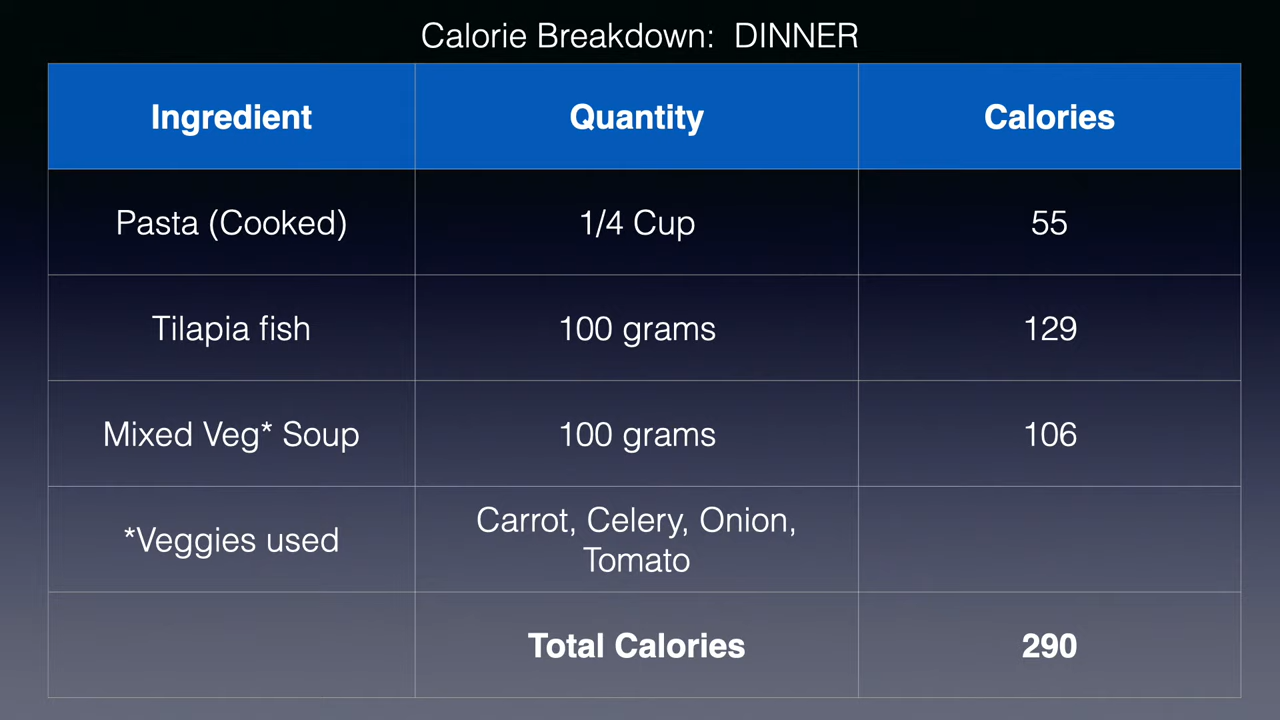 Calorie Breakdown:  DINNER
Ingredient Quantity Calories
Pasta (Cooked) 1/4 Cup 55
Tilapia fish 100 grams 129
Mixed Veg* Soup 100 grams 106
*Veggies used Carrot, Celery, Onion,
Tomato
Total Calories 290